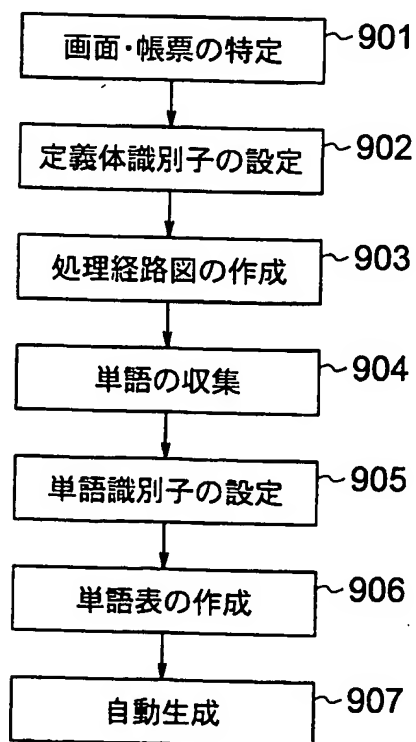 画面・帳票の特定 901
定義体識別子の設定 902
処理経路図の作成 903
単語の収集 904
単語識別子の設定 905
単語表の作成 906
自動生成 907